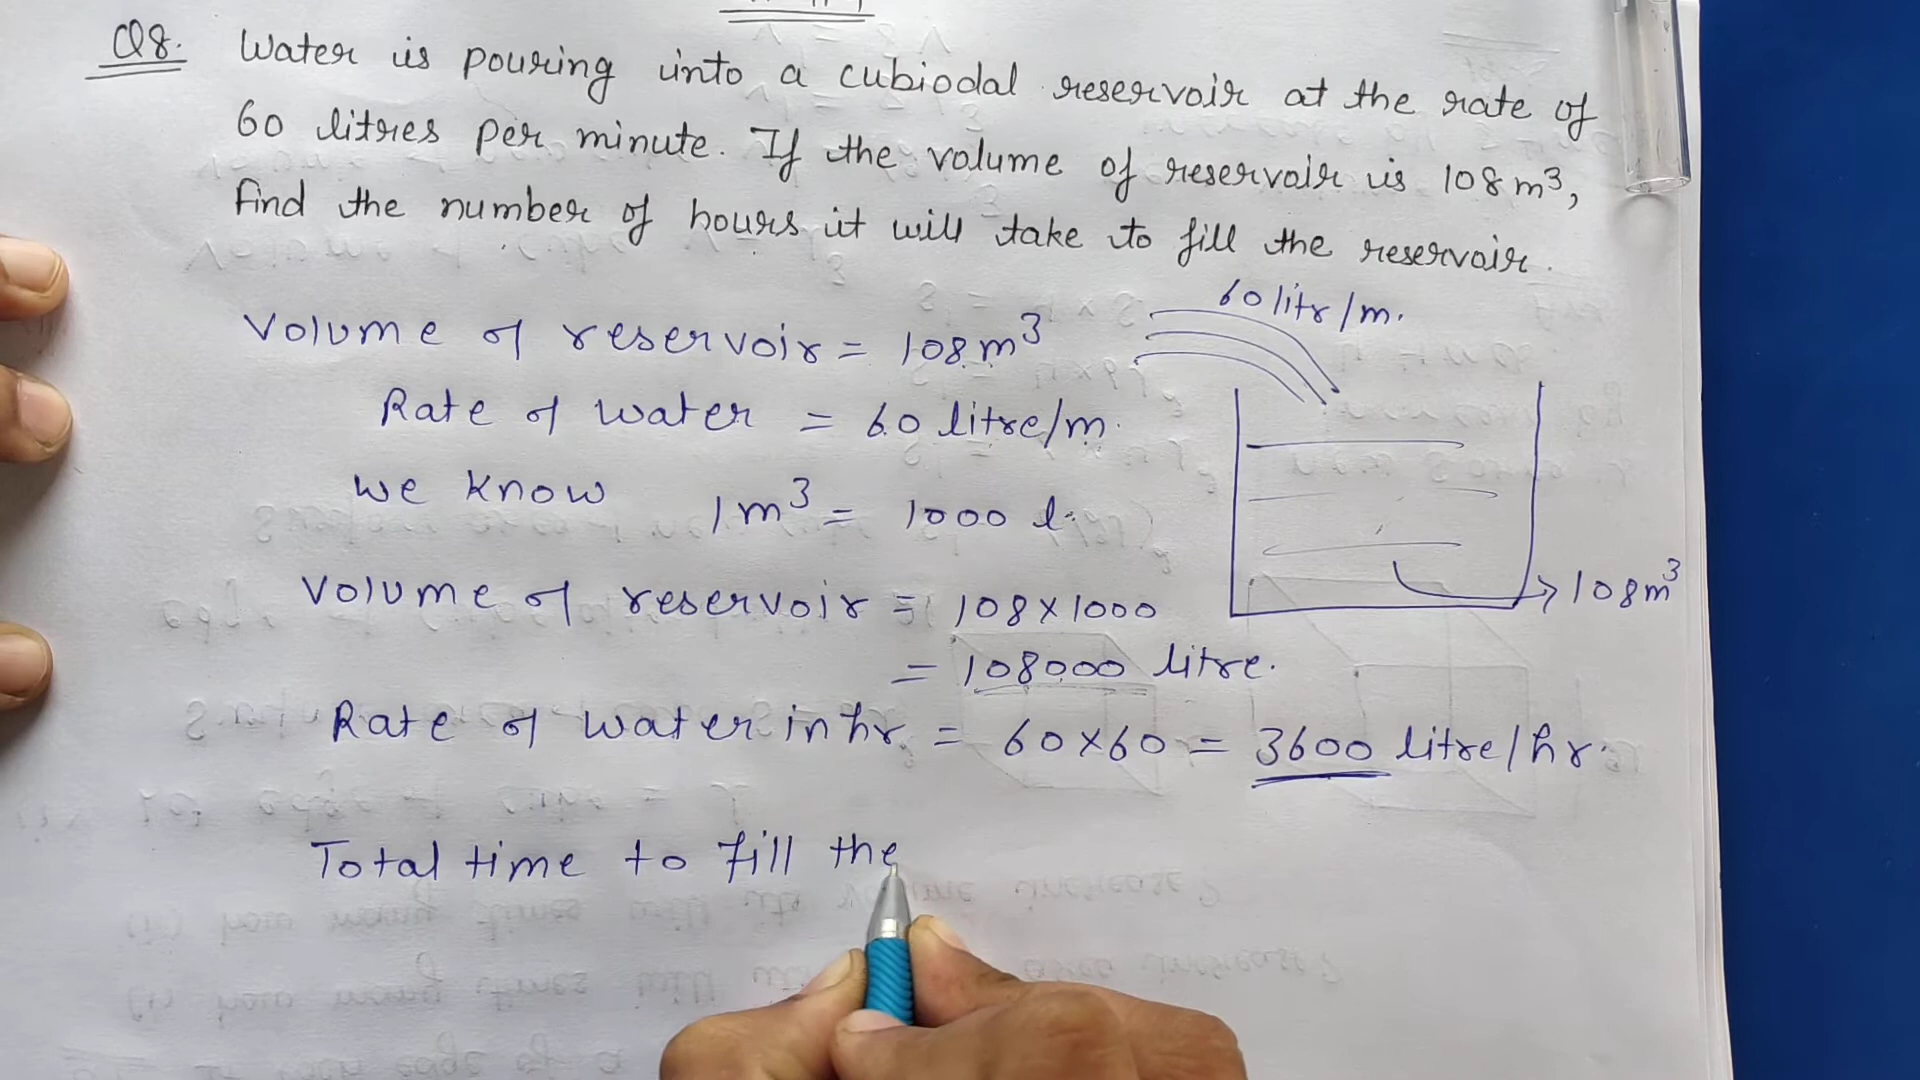 Q8. Water is pouring into a cubiodal reservoir at the rate of
60 litres per minute. If the volume of reservoir is 108 m³,
find the number of hours it will take to fill the reservoir.
60 litr/m.
Volume of reservoir = 108 m³
Rate of water = 60 litre/m.
we know 1 m³ = 1000 l.
Volume of reservoir = 108 × 1000
108 m³
= 108000 litre.
Rate of water in hr. = 60 × 60 = 3600 litre/hr.
Total time to fill the